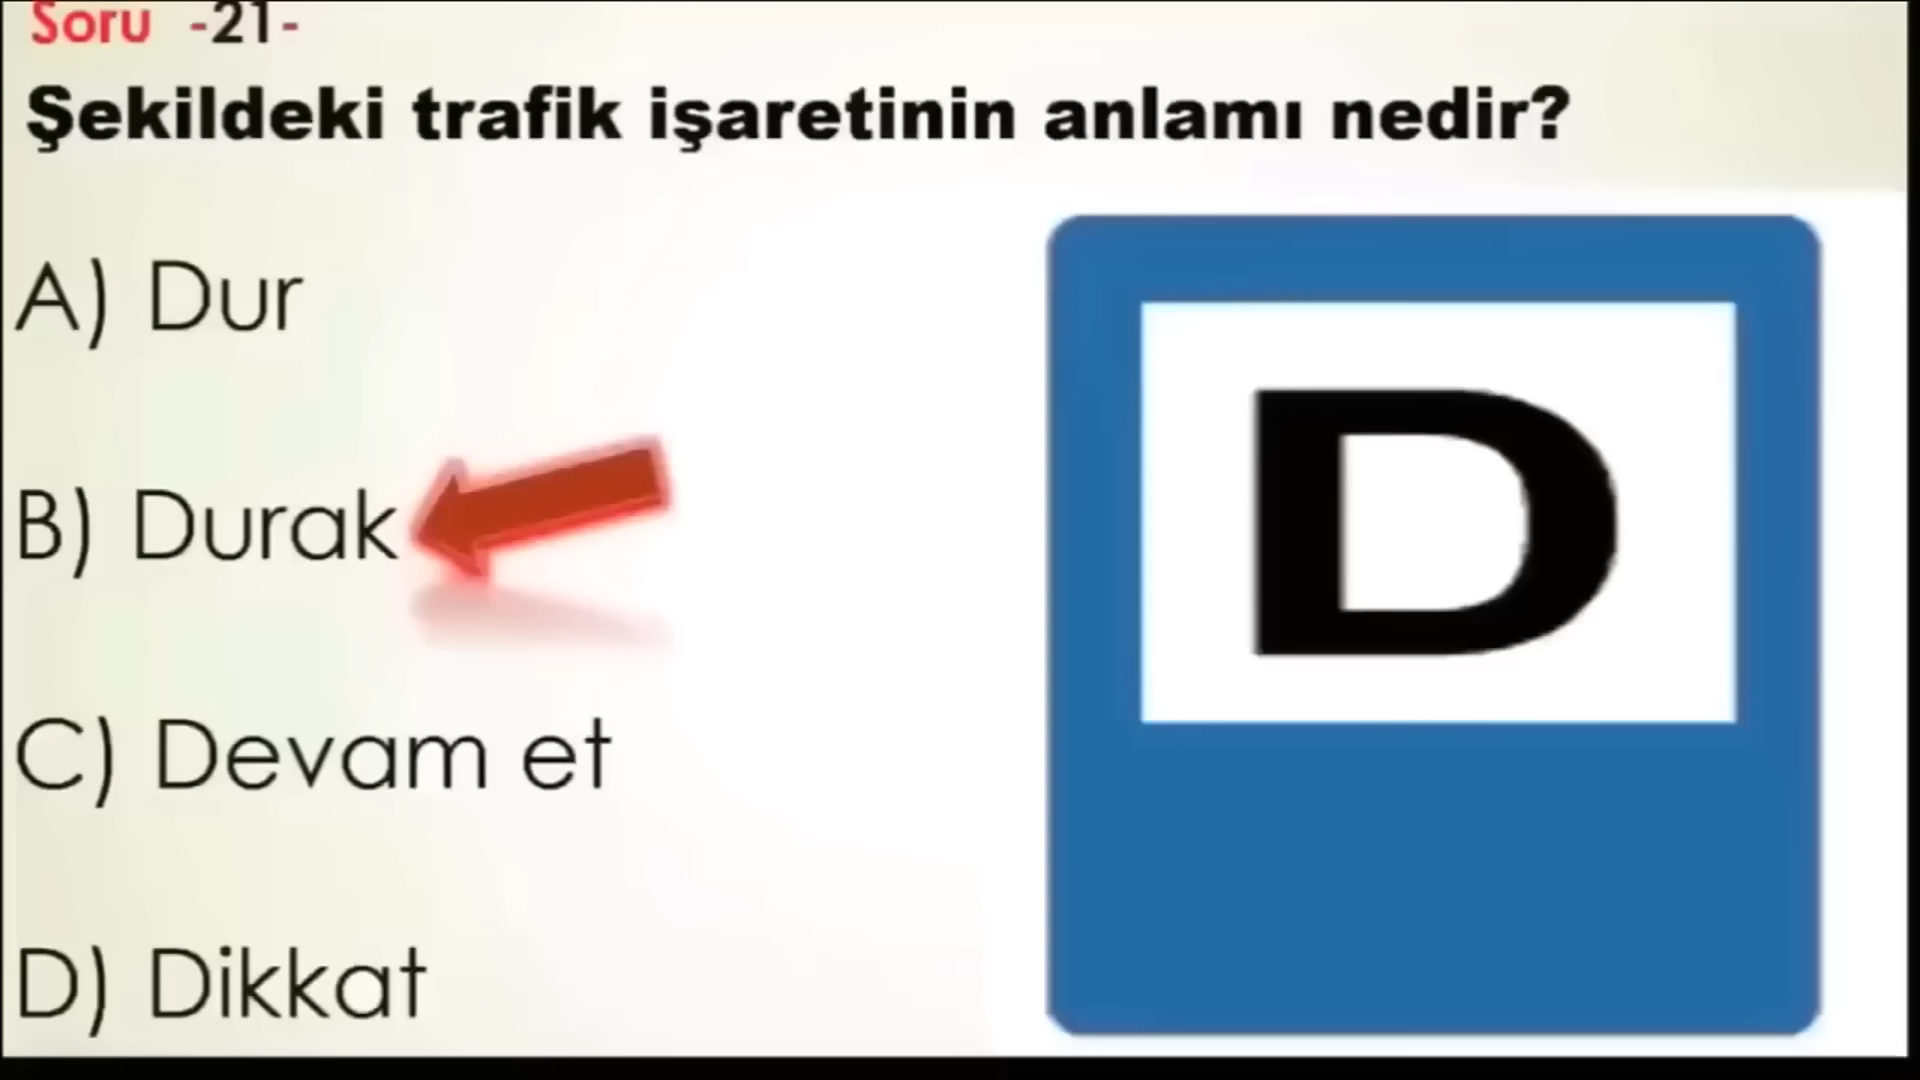 Soru -21-
Şekildeki trafik işaretinin anlamı nedir?
A) Dur
B) Durak
C) Devam et
D) Dikkat
D